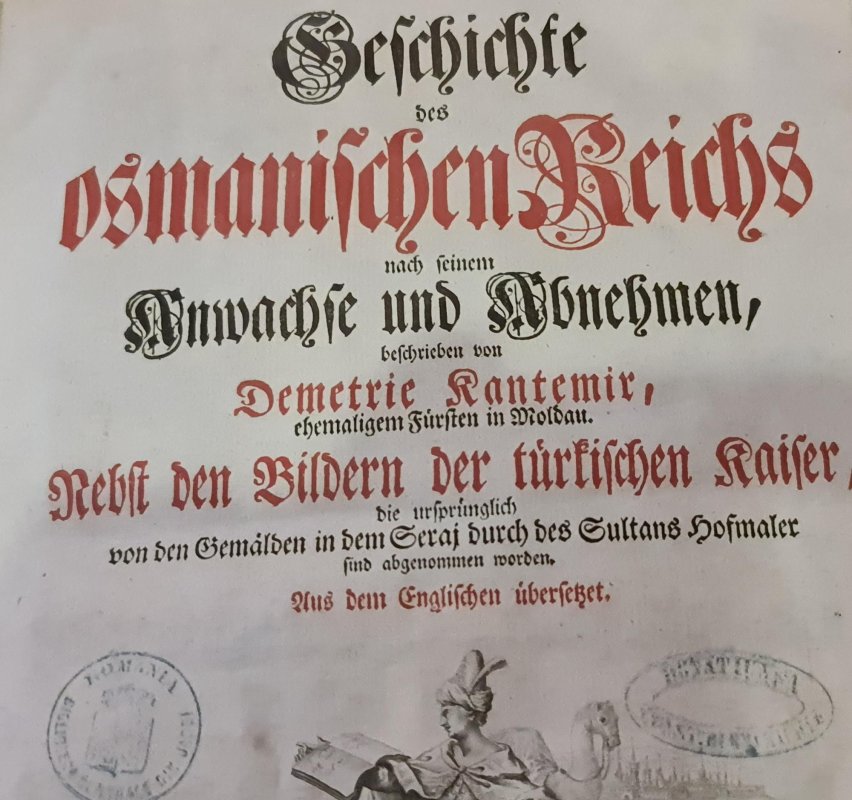 Geſchichte
des
osmaniſchen Reichs
nach ſeinem
Anwachſe und Abnehmen,
beſchrieben von
Demetrie Kantemir,
ehemaligem Fürſten in Moldau.
Nebſt den Bildern der türkiſchen Kaiſer,
die urſprünglich
von den Gemälden in dem Seraj durch des Sultans Hofmaler
ſind abgenommen worden.
Aus dem Engliſchen überſetzet.
ROMANIA